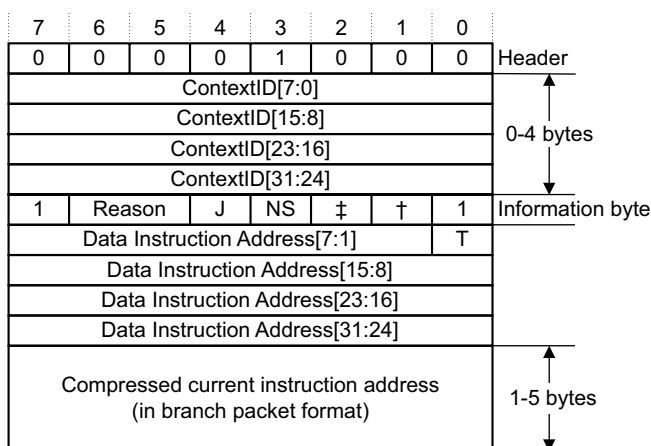 7 6 5 4 3 2 1 0
0 0 0 0 1 0 0 0 Header
ContextID[7:0]
ContextID[15:8]
0-4 bytes
ContextID[23:16]
ContextID[31:24]
1 Reason J NS ‡ † 1 Information byte
Data Instruction Address[7:1] T
Data Instruction Address[15:8]
Data Instruction Address[23:16]
Data Instruction Address[31:24]
Compressed current instruction address
(in branch packet format)
1-5 bytes